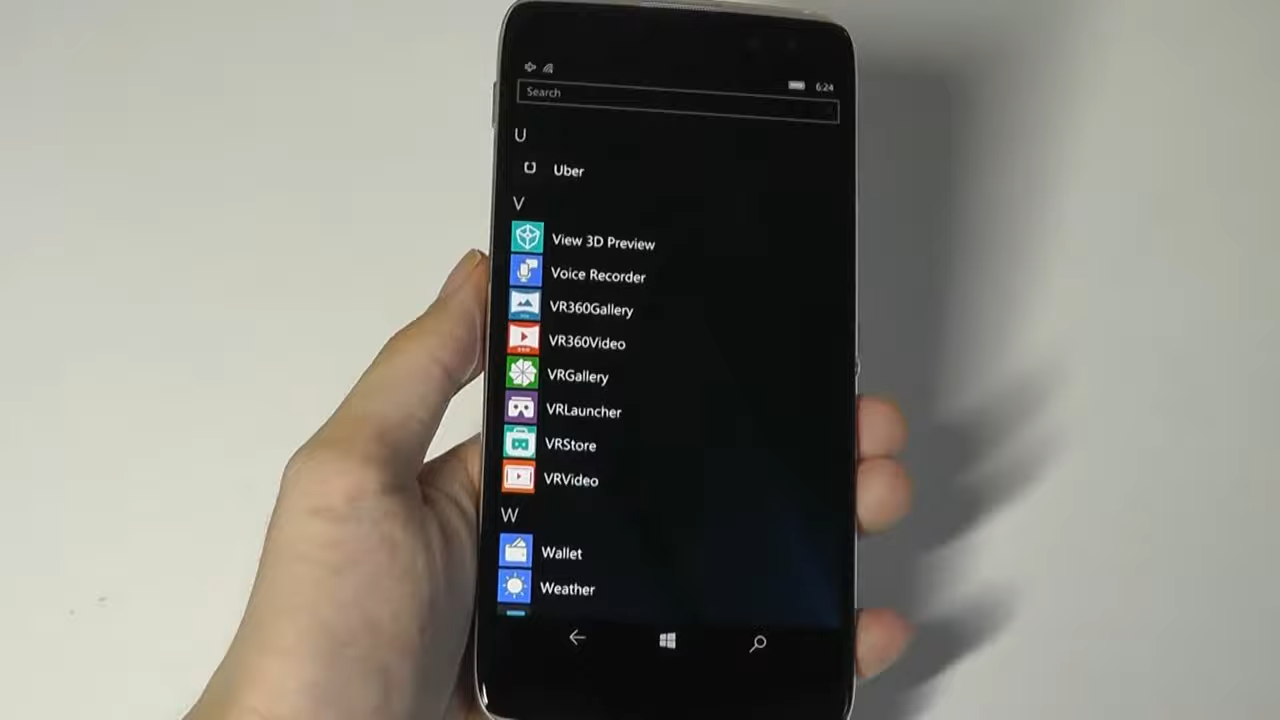 6:24
Search
U
Uber
V
View 3D Preview
Voice Recorder
VR360Gallery
VR360Video
VRGallery
VRLauncher
VRStore
VRVideo
W
Wallet
Weather